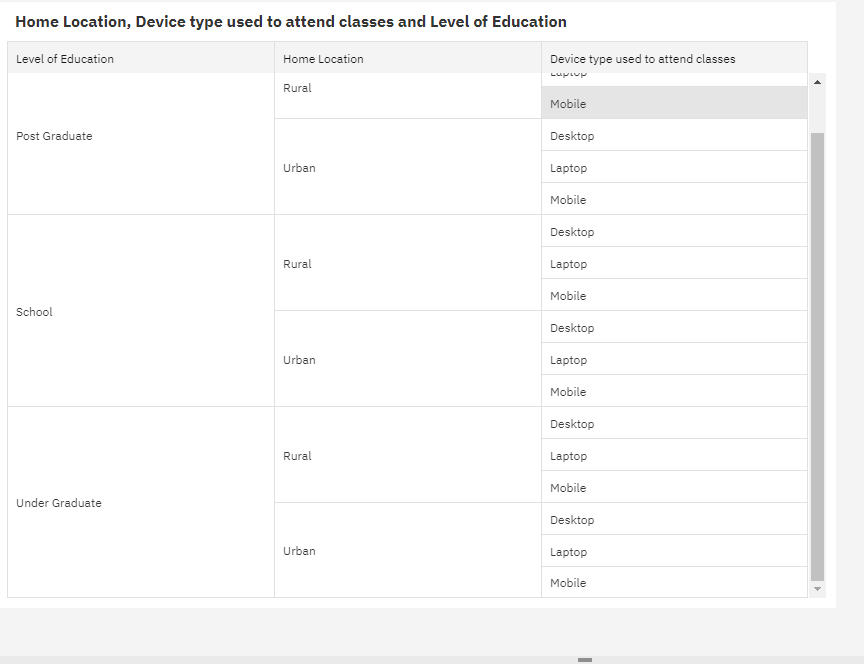 Home Location, Device type used to attend classes and Level of Education
Level of Education Home Location Device type used to attend classes
Laptop
Rural
Mobile
Post Graduate Desktop
Urban Laptop
Mobile
Desktop
Rural Laptop
Mobile
School
Desktop
Urban Laptop
Mobile
Desktop
Rural Laptop
Mobile
Under Graduate
Desktop
Urban Laptop
Mobile